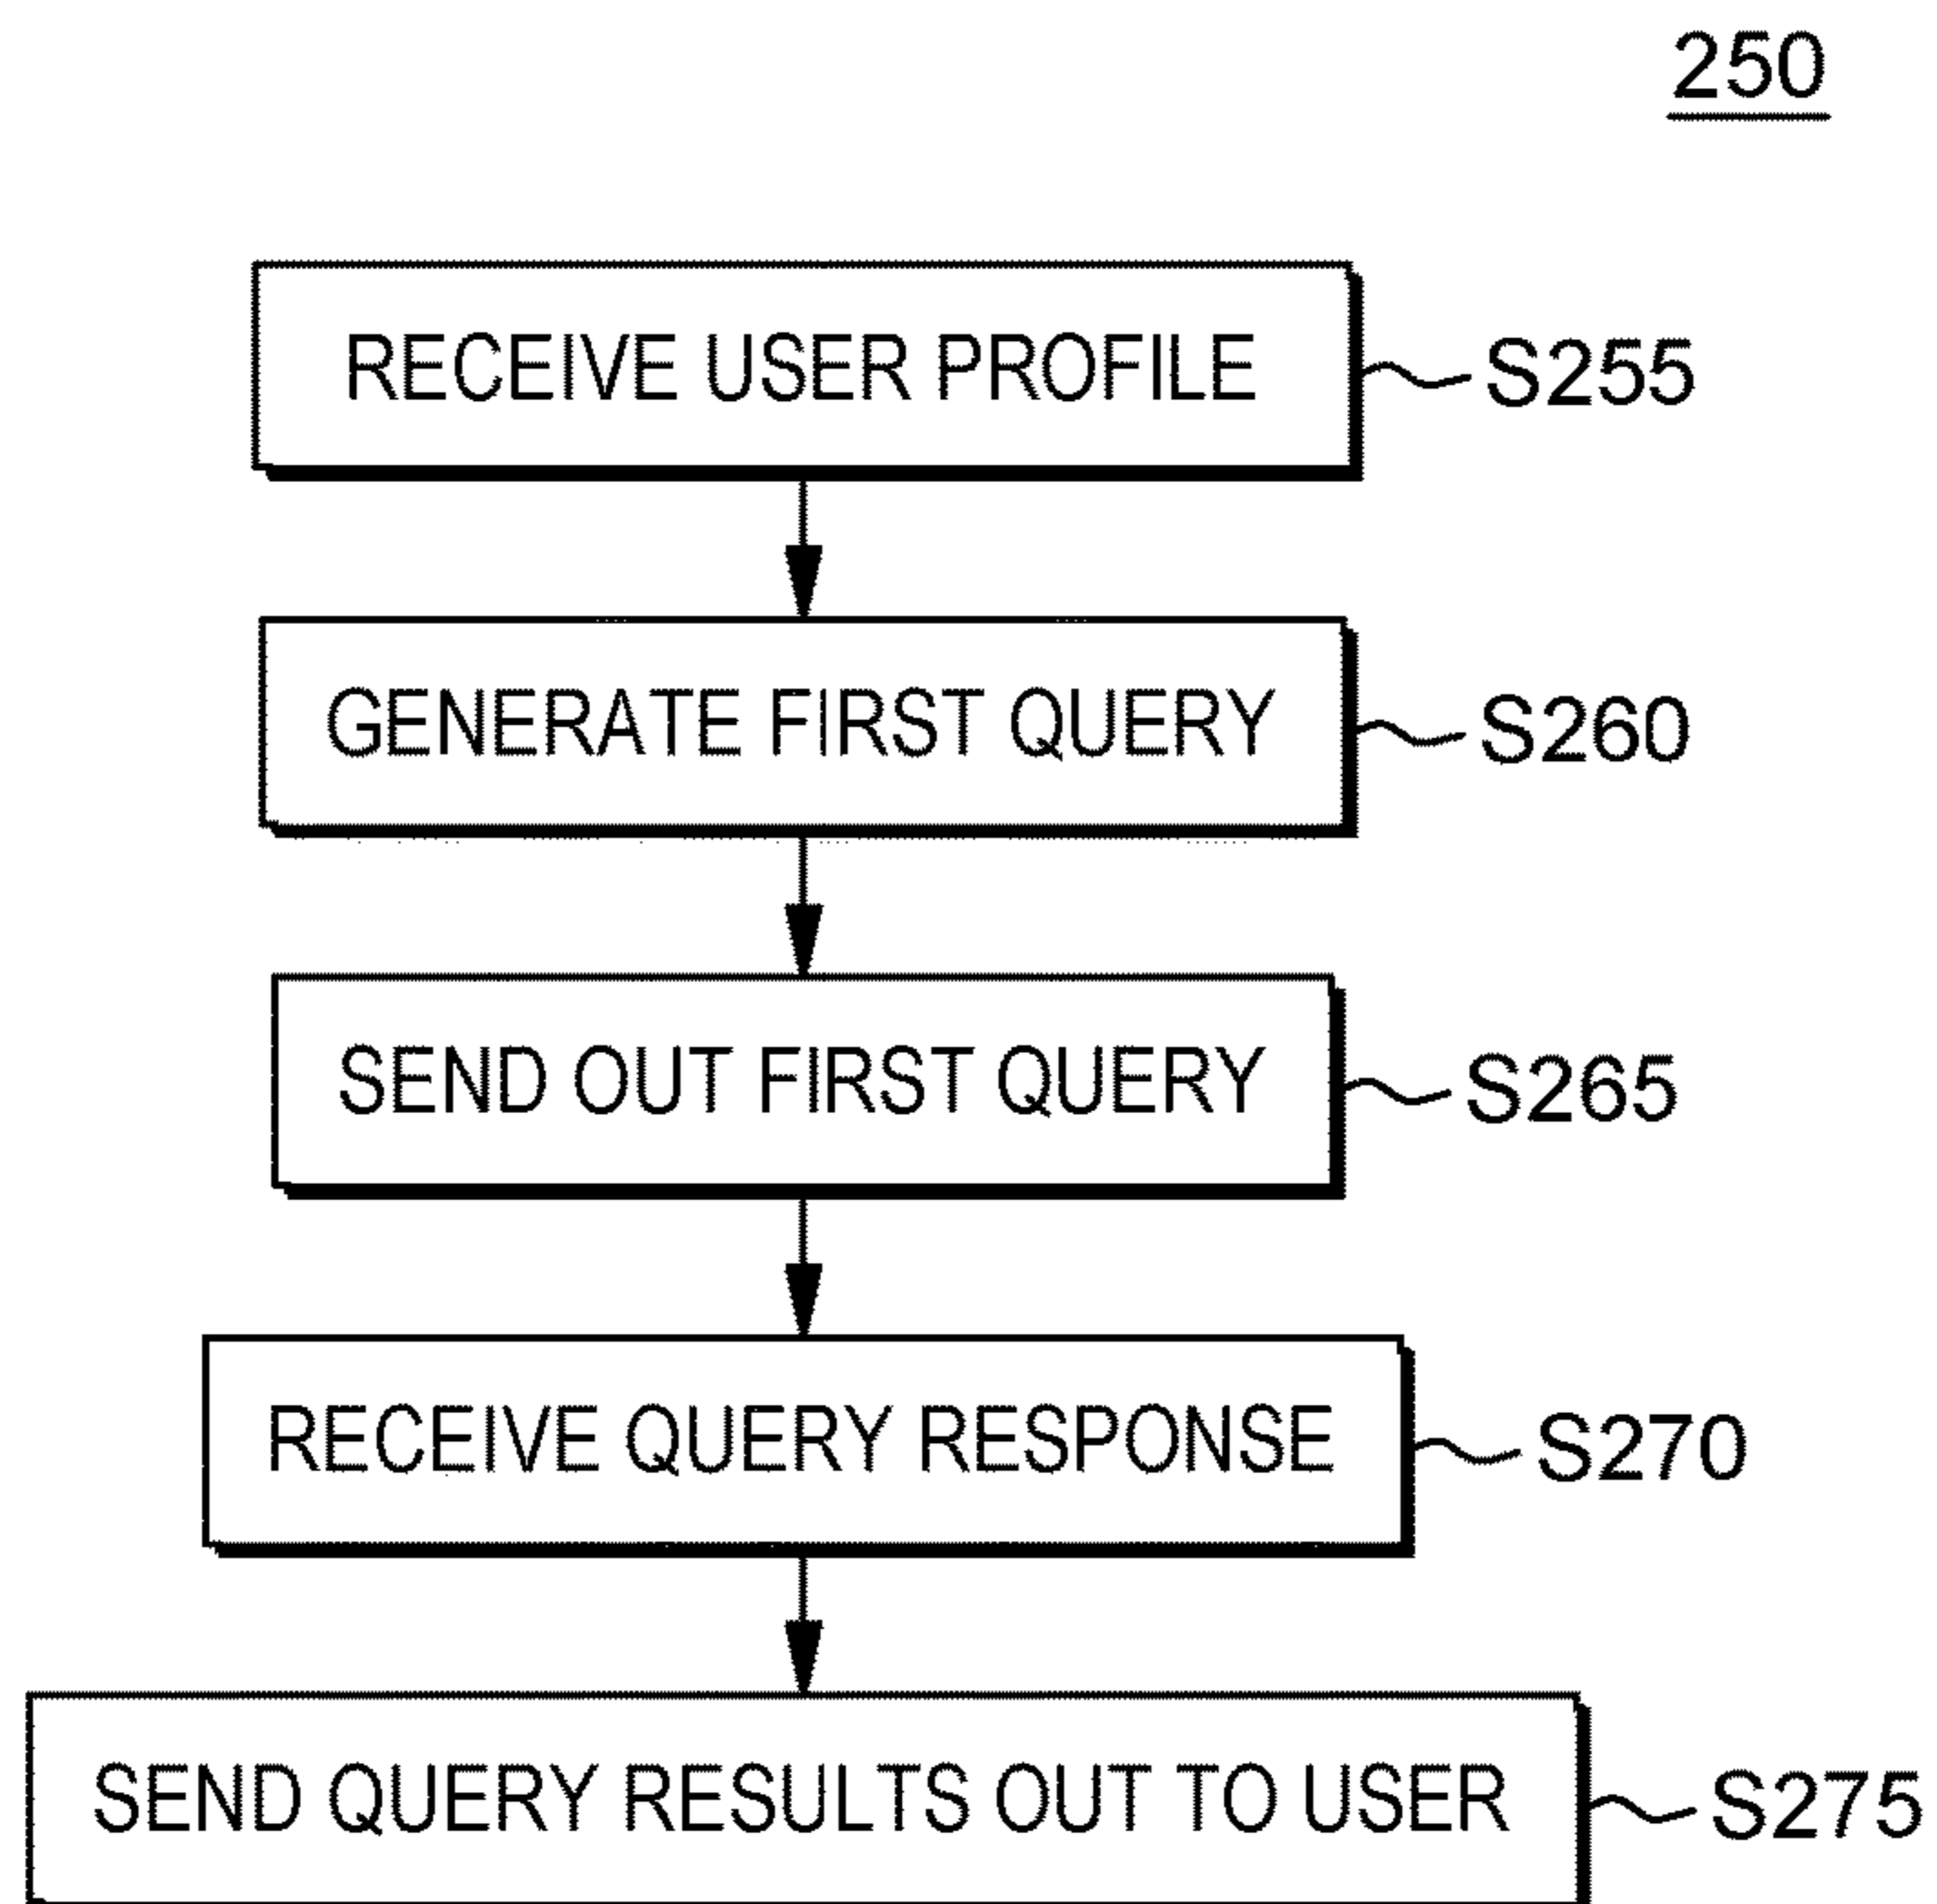 250
RECEIVE USER PROFILE
S255
GENERATE FIRST QUERY
S260
SEND OUT FIRST QUERY
S265
RECEIVE QUERY RESPONSE
S270
SEND QUERY RESULTS OUT TO USER
S275